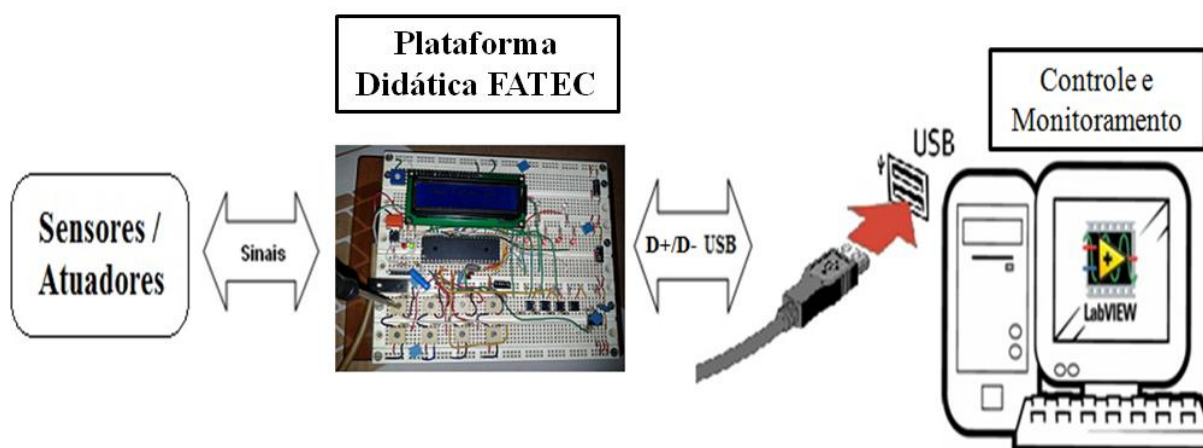 Plataforma
Didática FATEC
Controle e
Monitoramento
USB
Sensores /
Atuadores
Sinais
D+/D- USB
LabVIEW